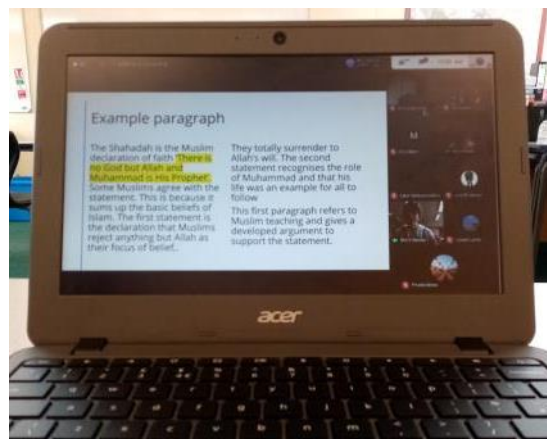 Example paragraph
The Shahadah is the Muslim
declaration of faith 'There is
no God but Allah and
Muhammad is His Prophet'.
Some Muslims agree with the
statement. This is because it
sums up the basic beliefs of
Islam. The first statement is
the declaration that Muslims
reject anything but Allah as
their focus of belief..
They totally surrender to
Allah's will. The second
statement recognises the role
of Muhammad and that his
life was an example for all to
follow
This first paragraph refers to
Muslim teaching and gives a
developed argument to
support the statement.
M
acer